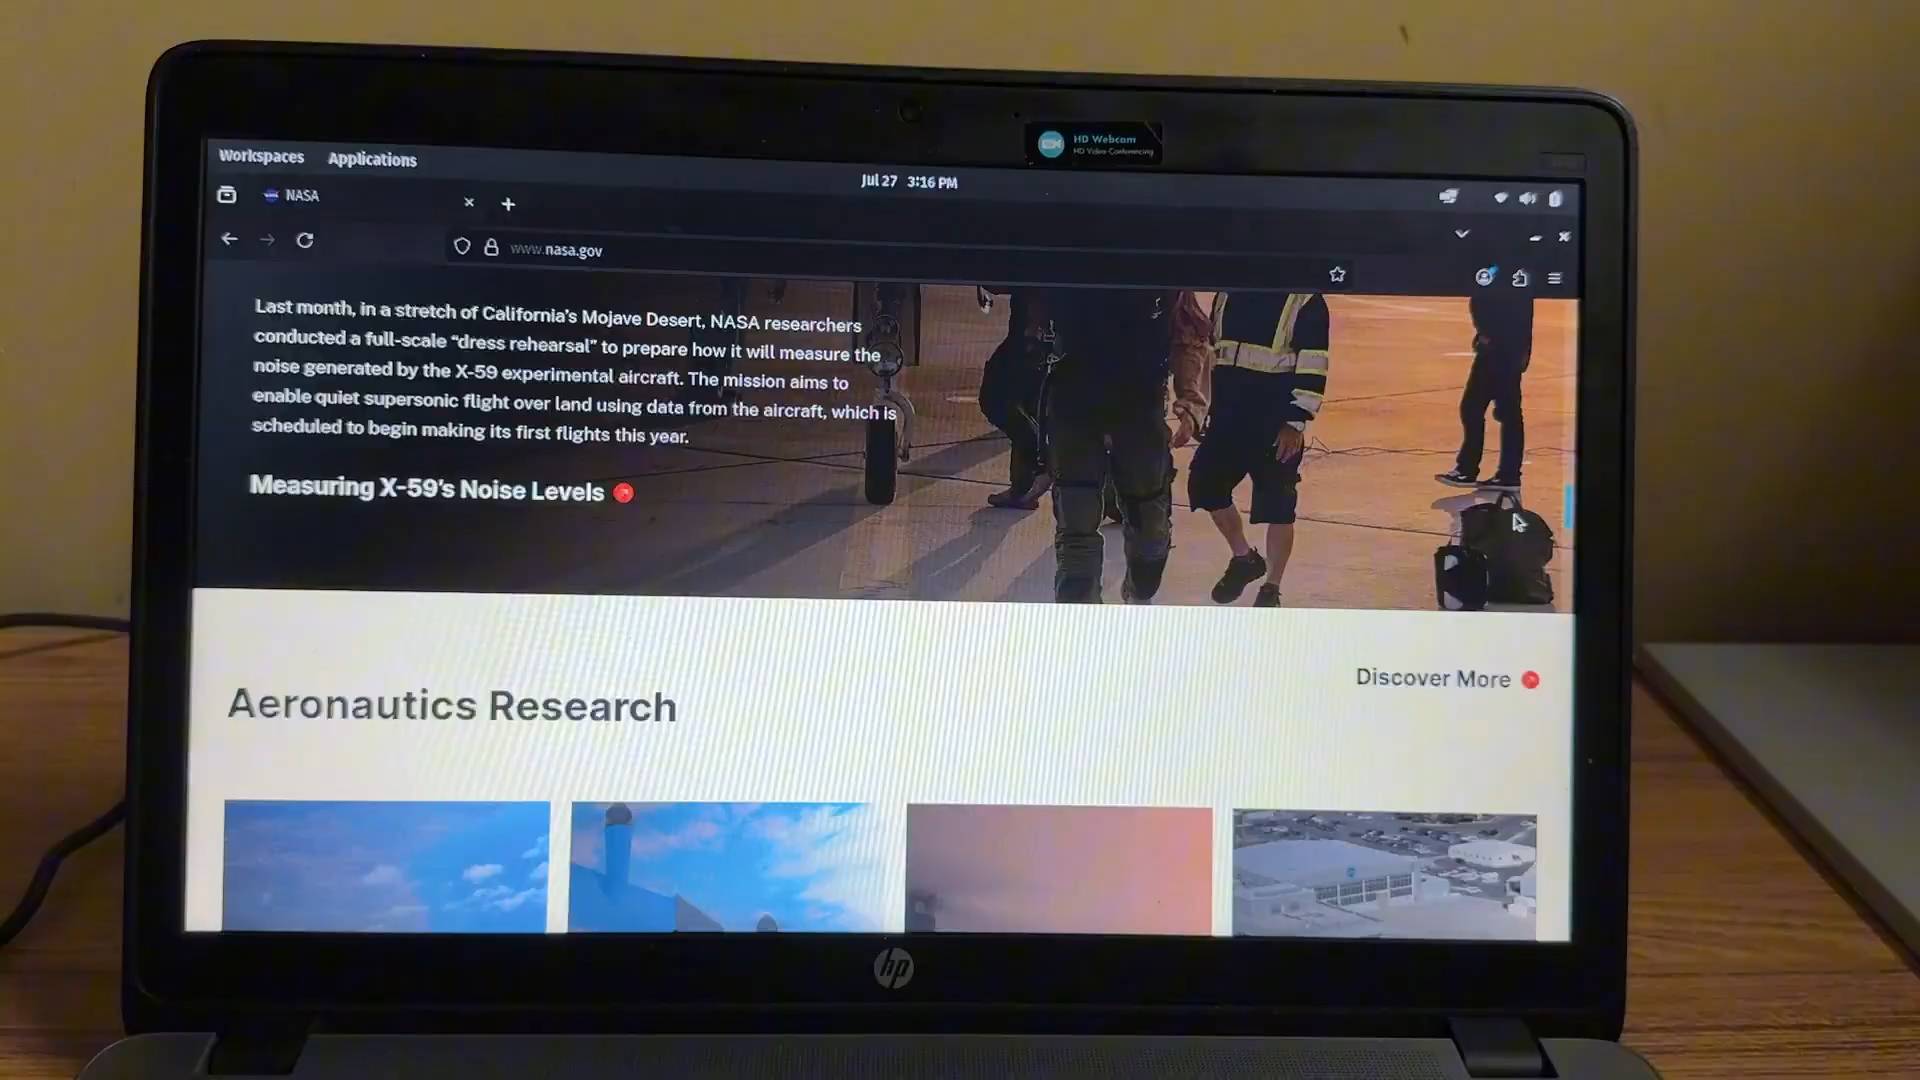 HD Webcam
HD Video Conferencing
Workspaces Applications
Jul 27 3:16 PM
NASA
www.nasa.gov
Last month, in a stretch of California's Mojave Desert, NASA researchers
conducted a full-scale “dress rehearsal” to prepare how it will measure the
noise generated by the X-59 experimental aircraft. The mission aims to
enable quiet supersonic flight over land using data from the aircraft, which is
scheduled to begin making its first flights this year.
Measuring X-59's Noise Levels
Discover More
Aeronautics Research
hp